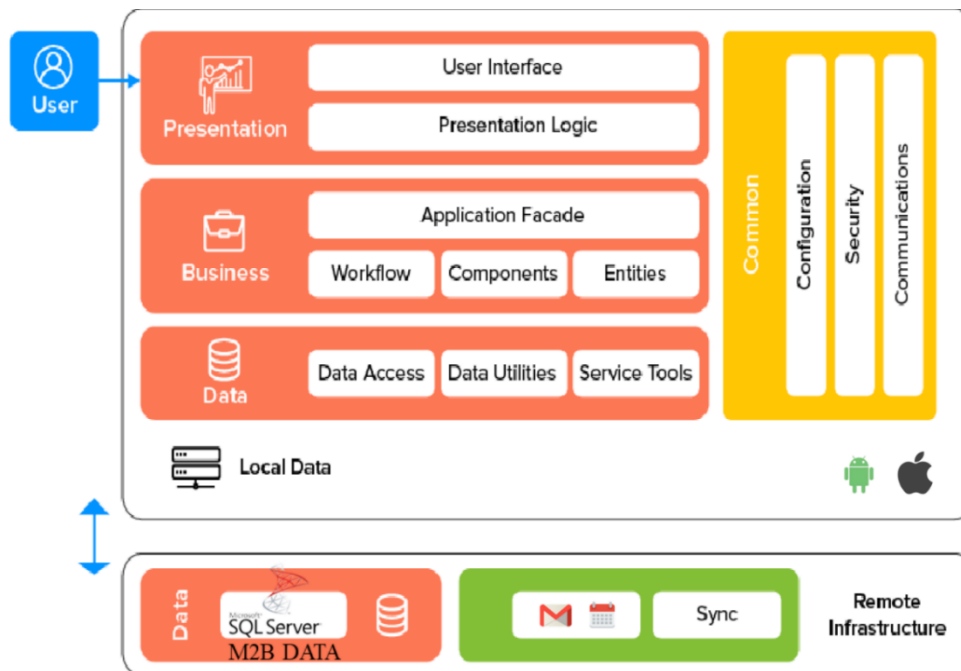 User
Presentation
User Interface
Presentation Logic
Business
Application Facade
Workflow
Components
Entities
Data
Data Access
Data Utilities
Service Tools
Common
Configuration
Security
Communications
Local Data
Data
Microsoft
SQL Server
M2B DATA
Sync
Remote
Infrastructure